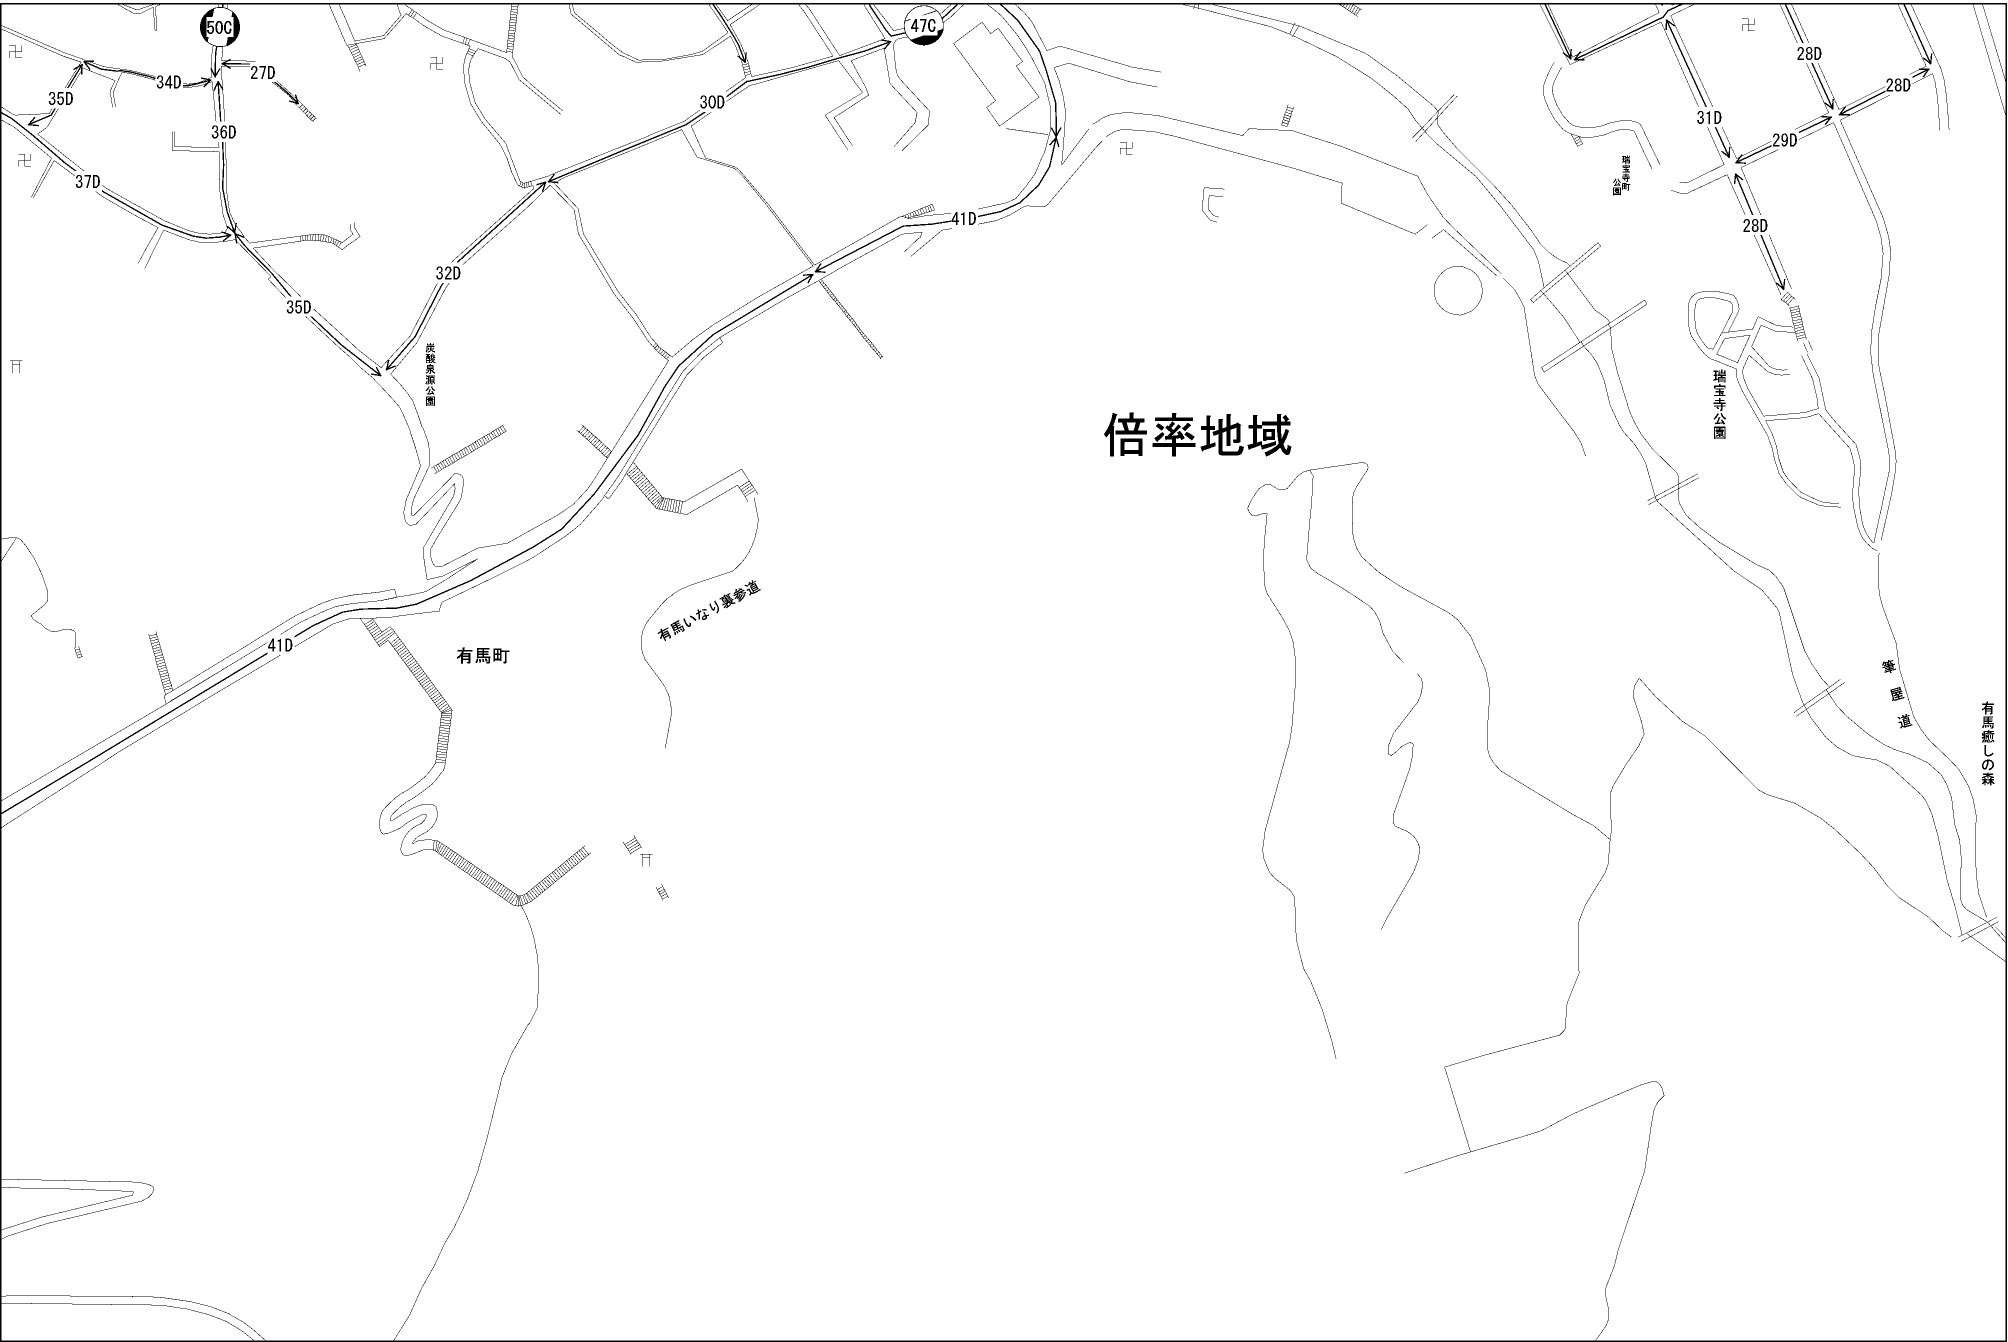 50C
47C
34D
27D
35D
36D
37D
30D
32D
35D
41D
41D
28D
28D
31D
29D
28D
瑞宝寺町
公園
炭酸泉源公園
瑞宝寺公園
倍率地域
有馬いなり裏参道
有馬町
筆屋道
有馬癒しの森